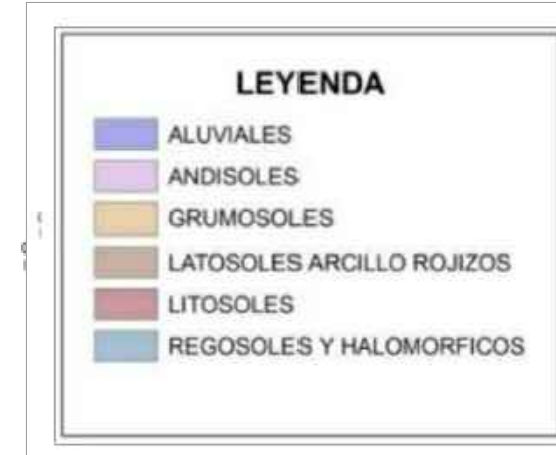 LEYENDA
ALUVIALES
ANDISOLES
GRUMOSOLES
LATOSOLES ARCILLO ROJIZOS
LITOSOLES
REGOSOLES Y HALOMORFICOS